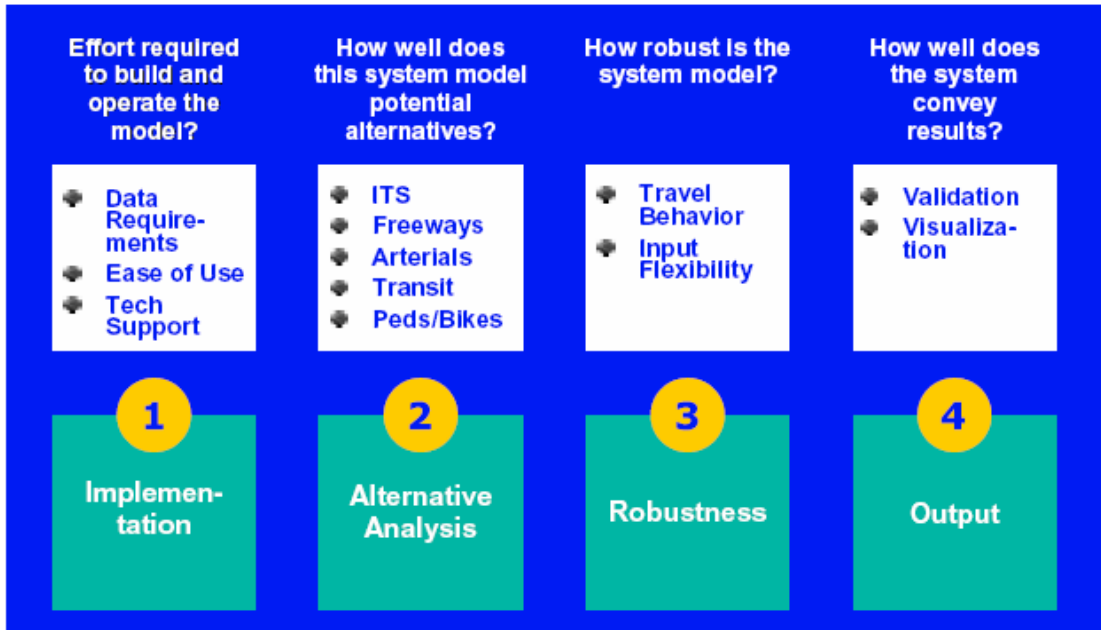 Effort required
to build and
operate the
model?
How well does
this system model
potential
alternatives?
How robust is the
system model?
How well does
the system
convey
results?
Data
Require-
ments
Ease of Use
Tech
Support
ITS
Freeways
Arterials
Transit
Peds/Bikes
Travel
Behavior
Input
Flexibility
Validation
Visualiza-
tion
1
2
3
4
Implemen-
tation
Alternative
Analysis
Robustness
Output